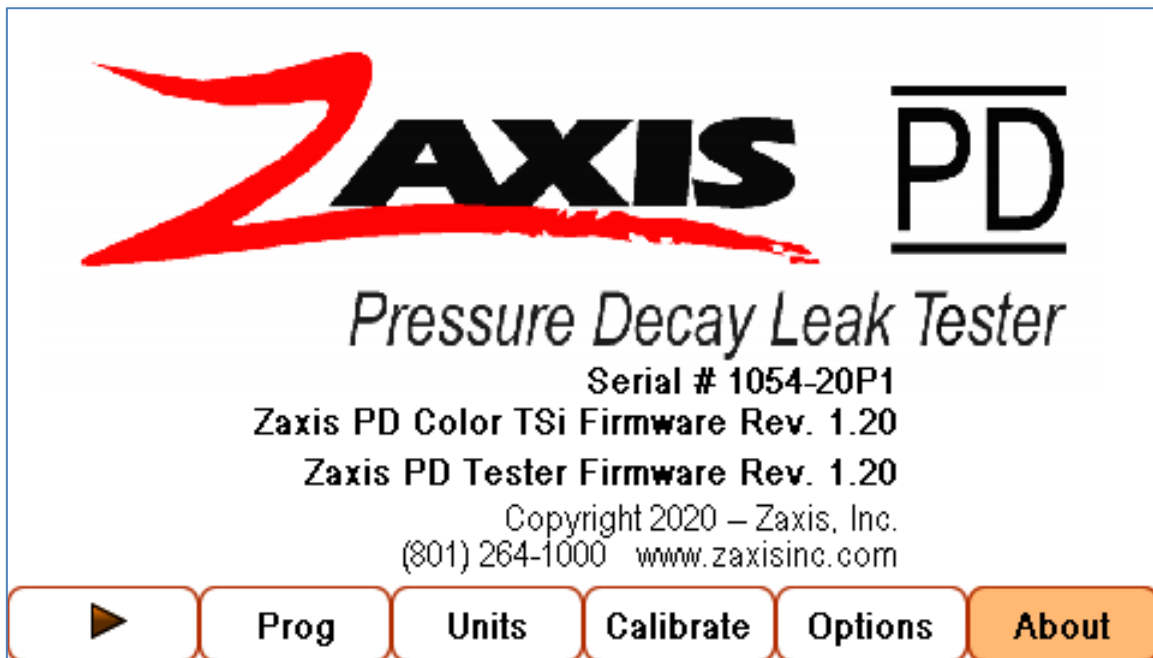 ZAXIS PD
Pressure Decay Leak Tester
Serial # 1054-20P1
Zaxis PD Color TSi Firmware Rev. 1.20
Zaxis PD Tester Firmware Rev. 1.20
Copyright 2020 – Zaxis, Inc.
(801) 264-1000 www.zaxisinc.com
Prog Units Calibrate Options About